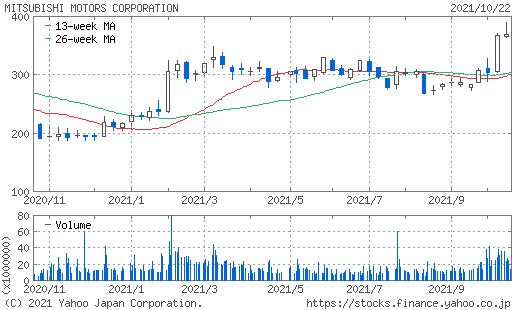 MITSUBISHI MOTORS CORPORATION 2021/10/22
400
13-week MA
26-week MA
300
200
100
2020/11 2021/1 2021/3 2021/5 2021/7 2021/9
80
Volume
60
40
20
0
(x1000000)
2020/11 2021/1 2021/3 2021/5 2021/7 2021/9
(C) 2021 Yahoo Japan Corporation. https://stocks.finance.yahoo.co.jp